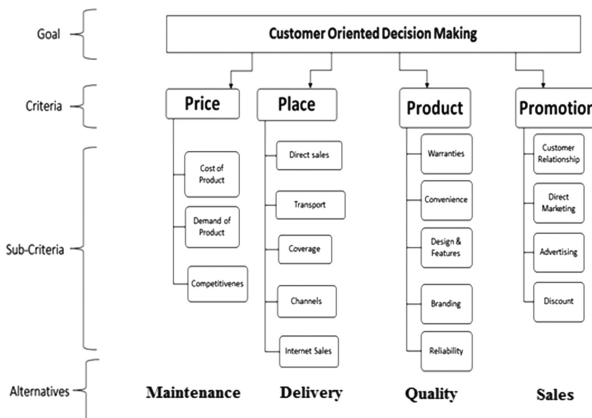 Goal
Customer Oriented Decision Making
Criteria
Price
Place
Product
Promotion
Sub-Criteria
Cost of
Product
Demand of
Product
Competitivenes
Direct sales
Transport
Coverage
Channels
Internet Sales
Warranties
Convenience
Design &
Features
Branding
Reliability
Customer
Relationship
Direct
Marketing
Advertising
Discount
Alternatives
Maintenance
Delivery
Quality
Sales